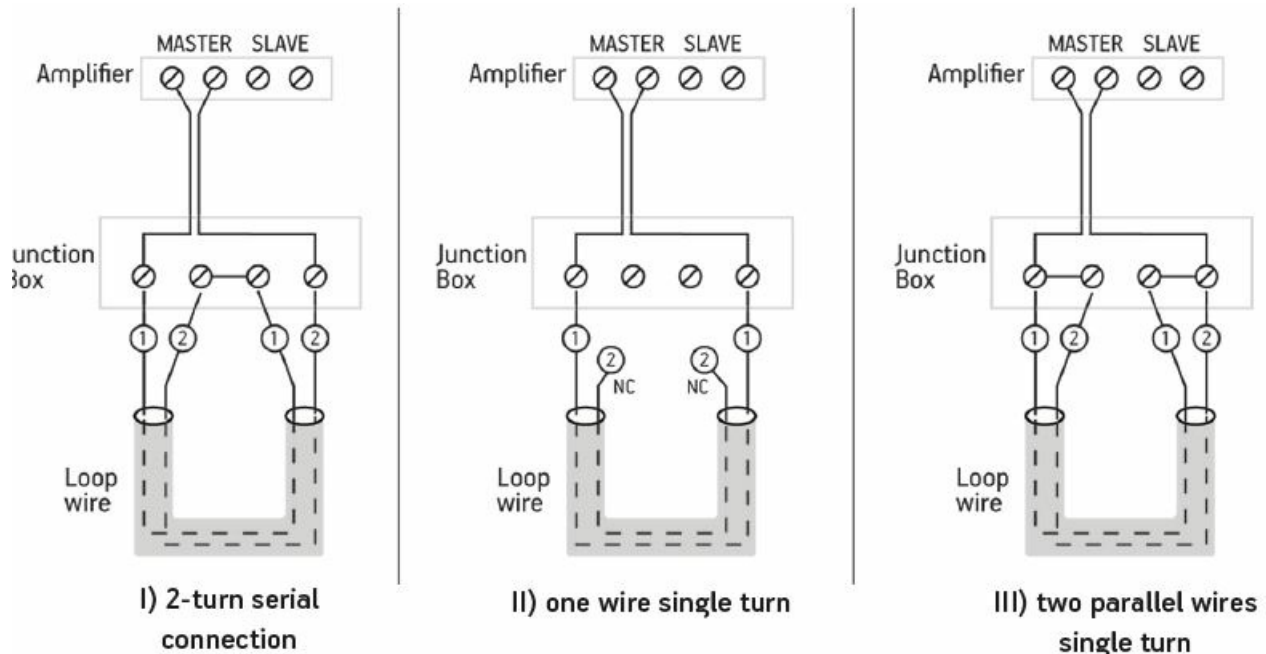 MASTER SLAVE
Amplifier
unction
Box
1 2 1 2
Loop
wire
I) 2-turn serial
connection
MASTER SLAVE
Amplifier
Junction
Box
1 1
2 2
NC NC
Loop
wire
II) one wire single turn
MASTER SLAVE
Amplifier
Junction
Box
1 2 1 2
Loop
wire
III) two parallel wires
single turn